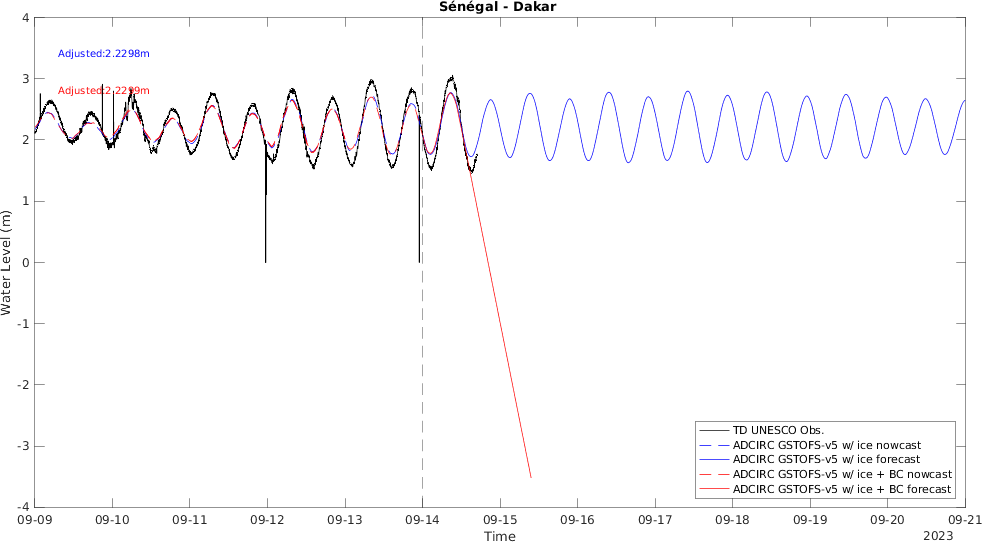 Sénégal - Dakar
Adjusted:2.2298m
Adjusted:2.2299m
Water Level (m)
4
3
2
1
0
-1
-2
-3
-4
09-09 09-10 09-11 09-12 09-13 09-14 09-15 09-16 09-17 09-18 09-19 09-20 09-21
Time
2023
TD UNESCO Obs.
ADCIRC GSTOFS-v5 w/ ice nowcast
ADCIRC GSTOFS-v5 w/ ice forecast
ADCIRC GSTOFS-v5 w/ ice + BC nowcast
ADCIRC GSTOFS-v5 w/ ice + BC forecast